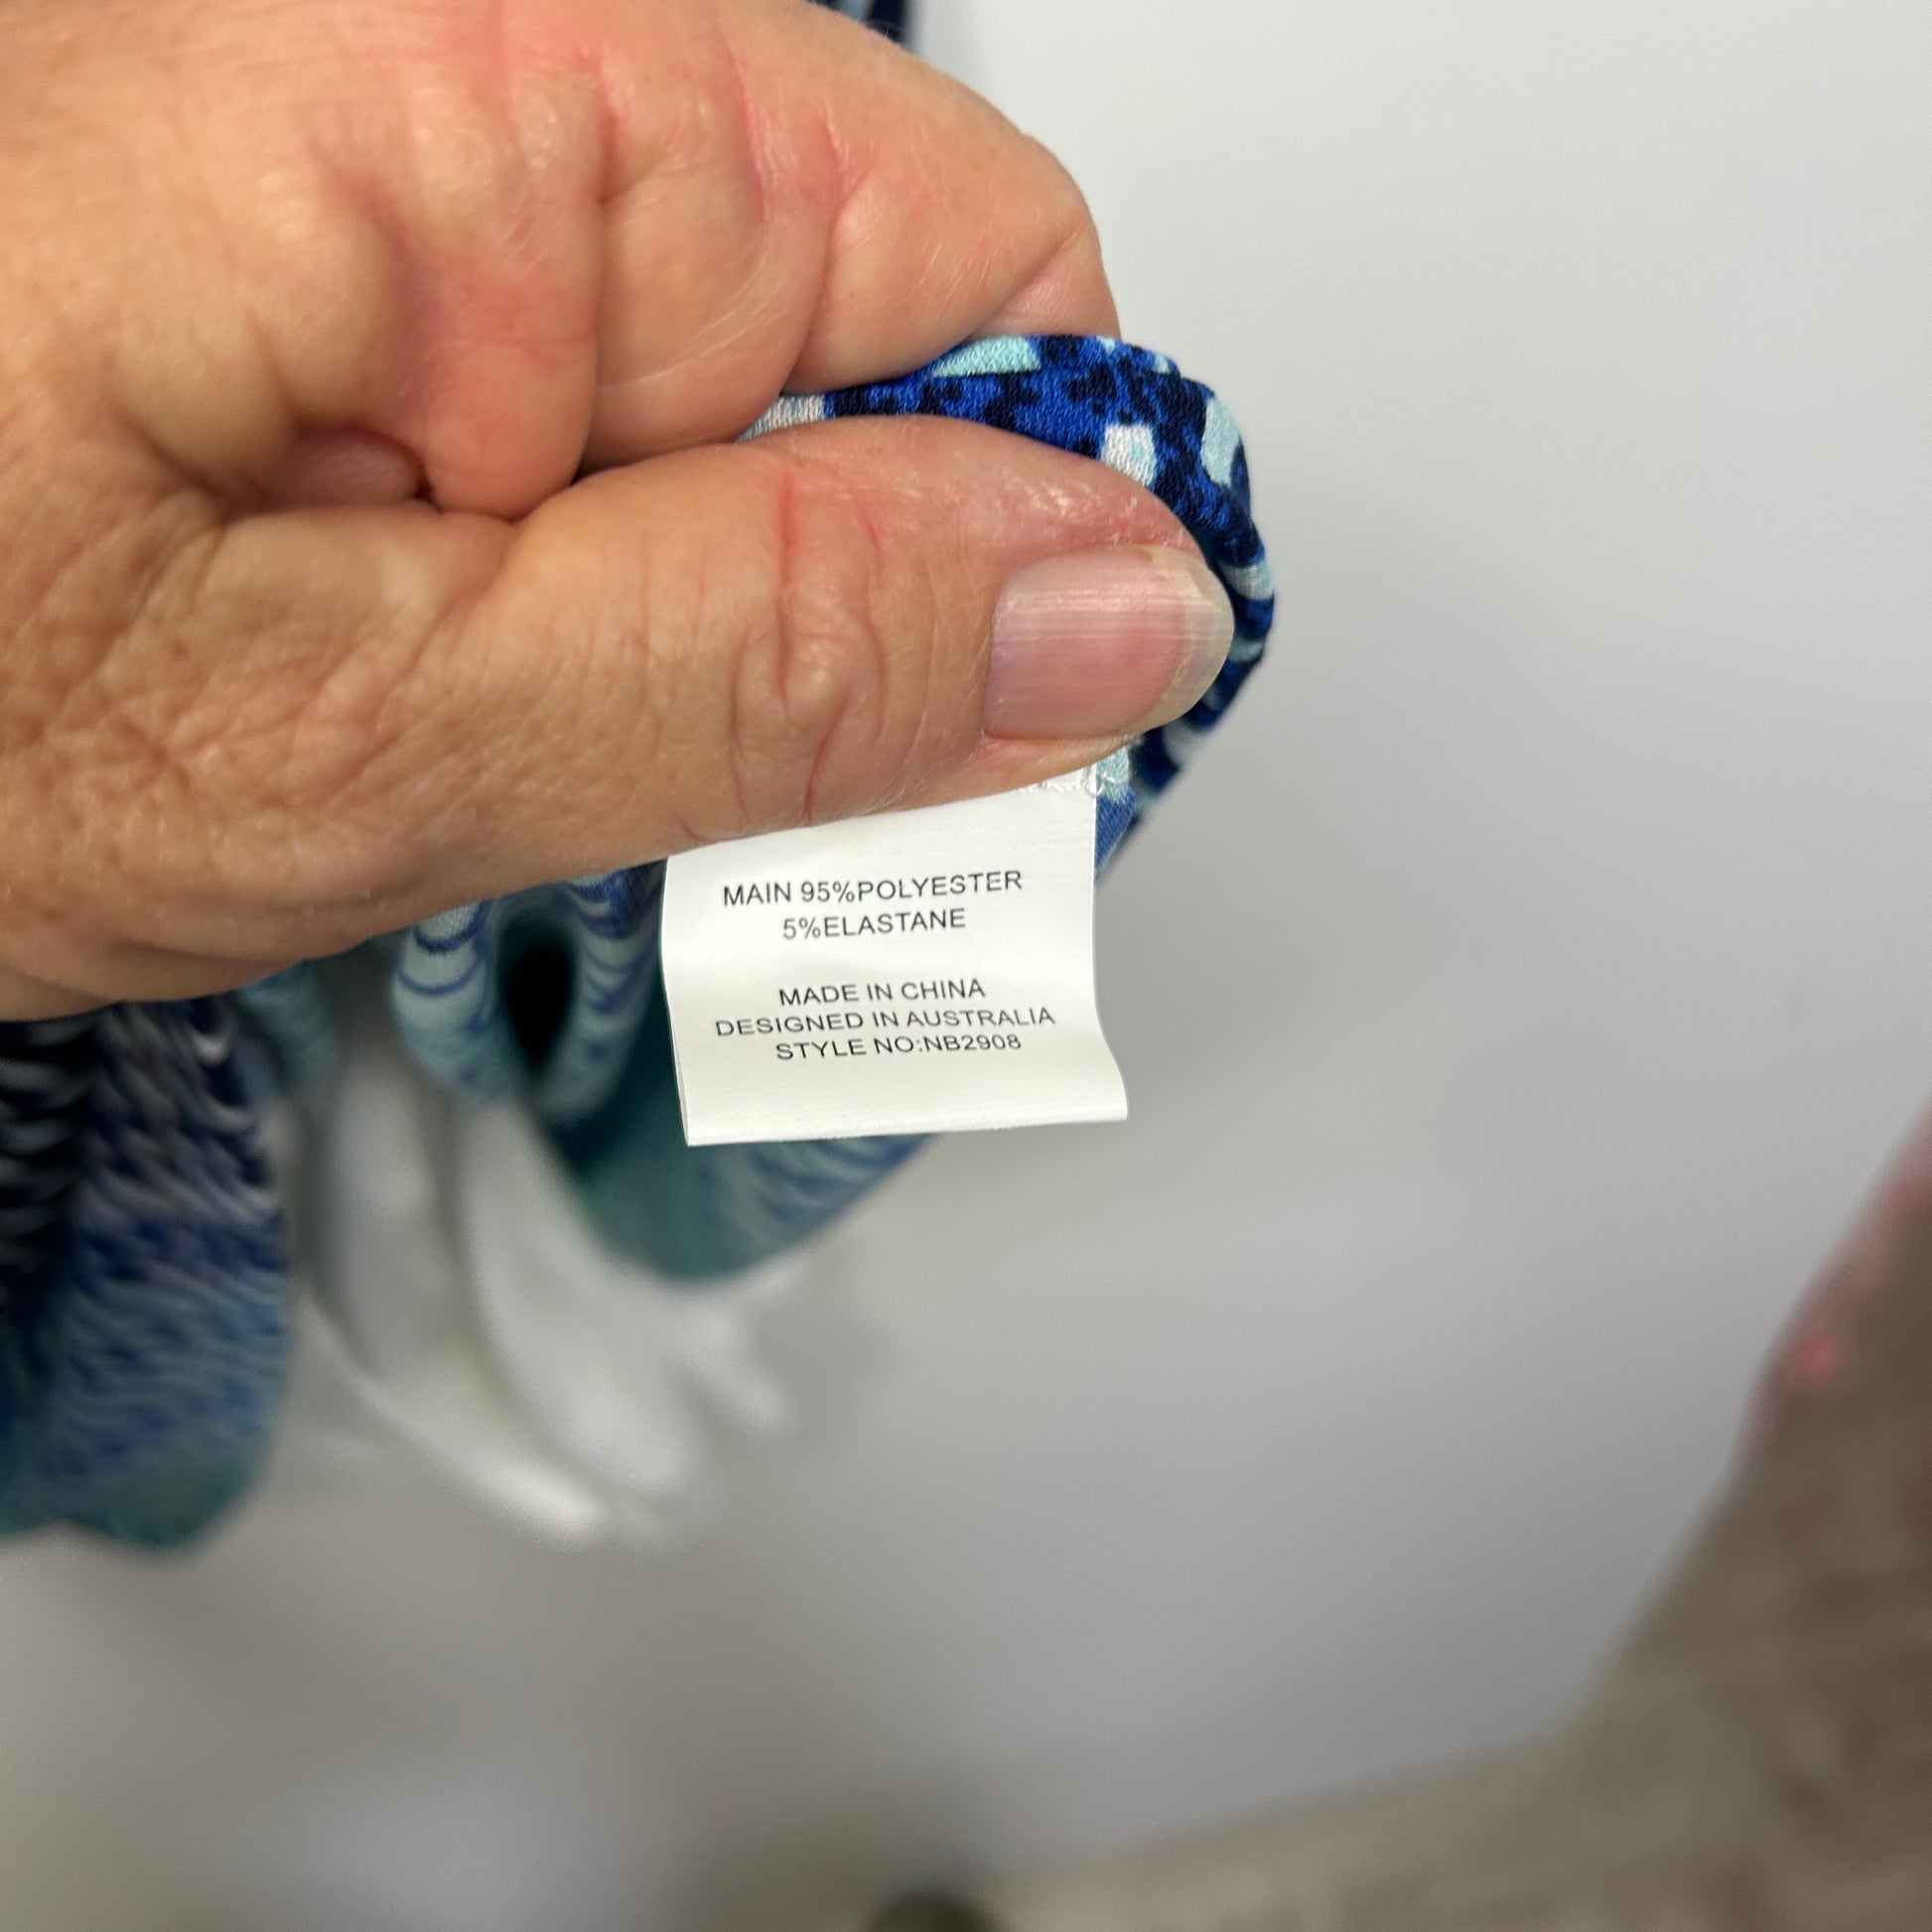 MAIN 95%POLYESTER
5%ELASTANE
MADE IN CHINA
DESIGNED IN AUSTRALIA
STYLE NO:NB2908